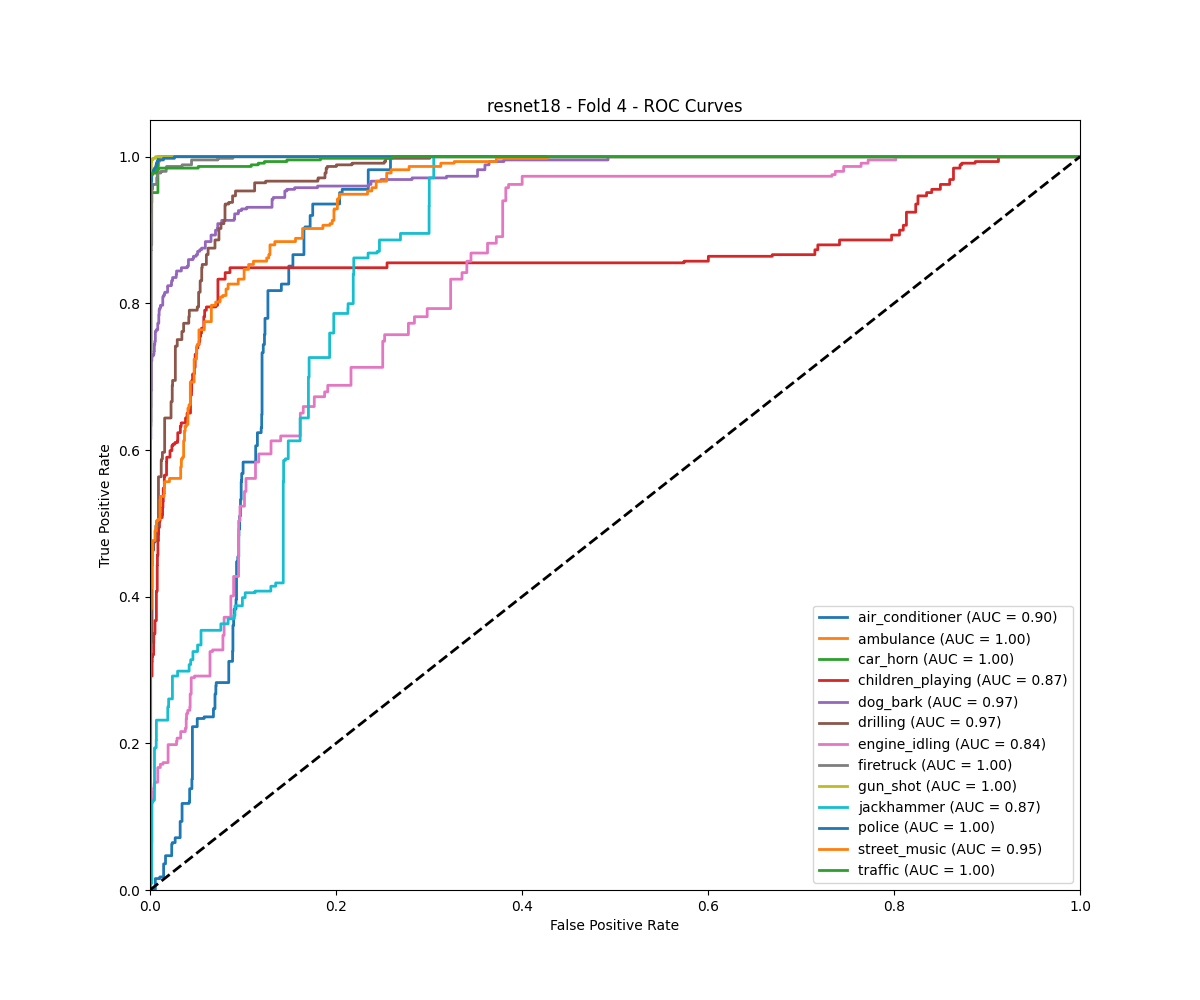 resnet18 - Fold 4 - ROC Curves
True Positive Rate
1.0
0.8
0.6
0.4
0.2
0.0
0.0 0.2 0.4 0.6 0.8 1.0
False Positive Rate
air_conditioner (AUC = 0.90)
ambulance (AUC = 1.00)
car_horn (AUC = 1.00)
children_playing (AUC = 0.87)
dog_bark (AUC = 0.97)
drilling (AUC = 0.97)
engine_idling (AUC = 0.84)
firetruck (AUC = 1.00)
gun_shot (AUC = 1.00)
jackhammer (AUC = 0.87)
police (AUC = 1.00)
street_music (AUC = 0.95)
traffic (AUC = 1.00)